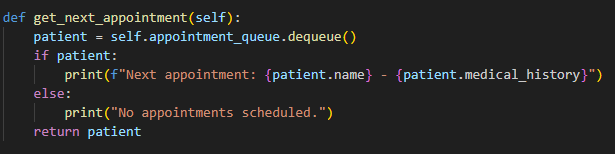 def get_next_appointment(self):
    patient = self.appointment_queue.dequeue()
    if patient:
        print(f"Next appointment: {patient.name} - {patient.medical_history}")
    else:
        print("No appointments scheduled.")
    return patient